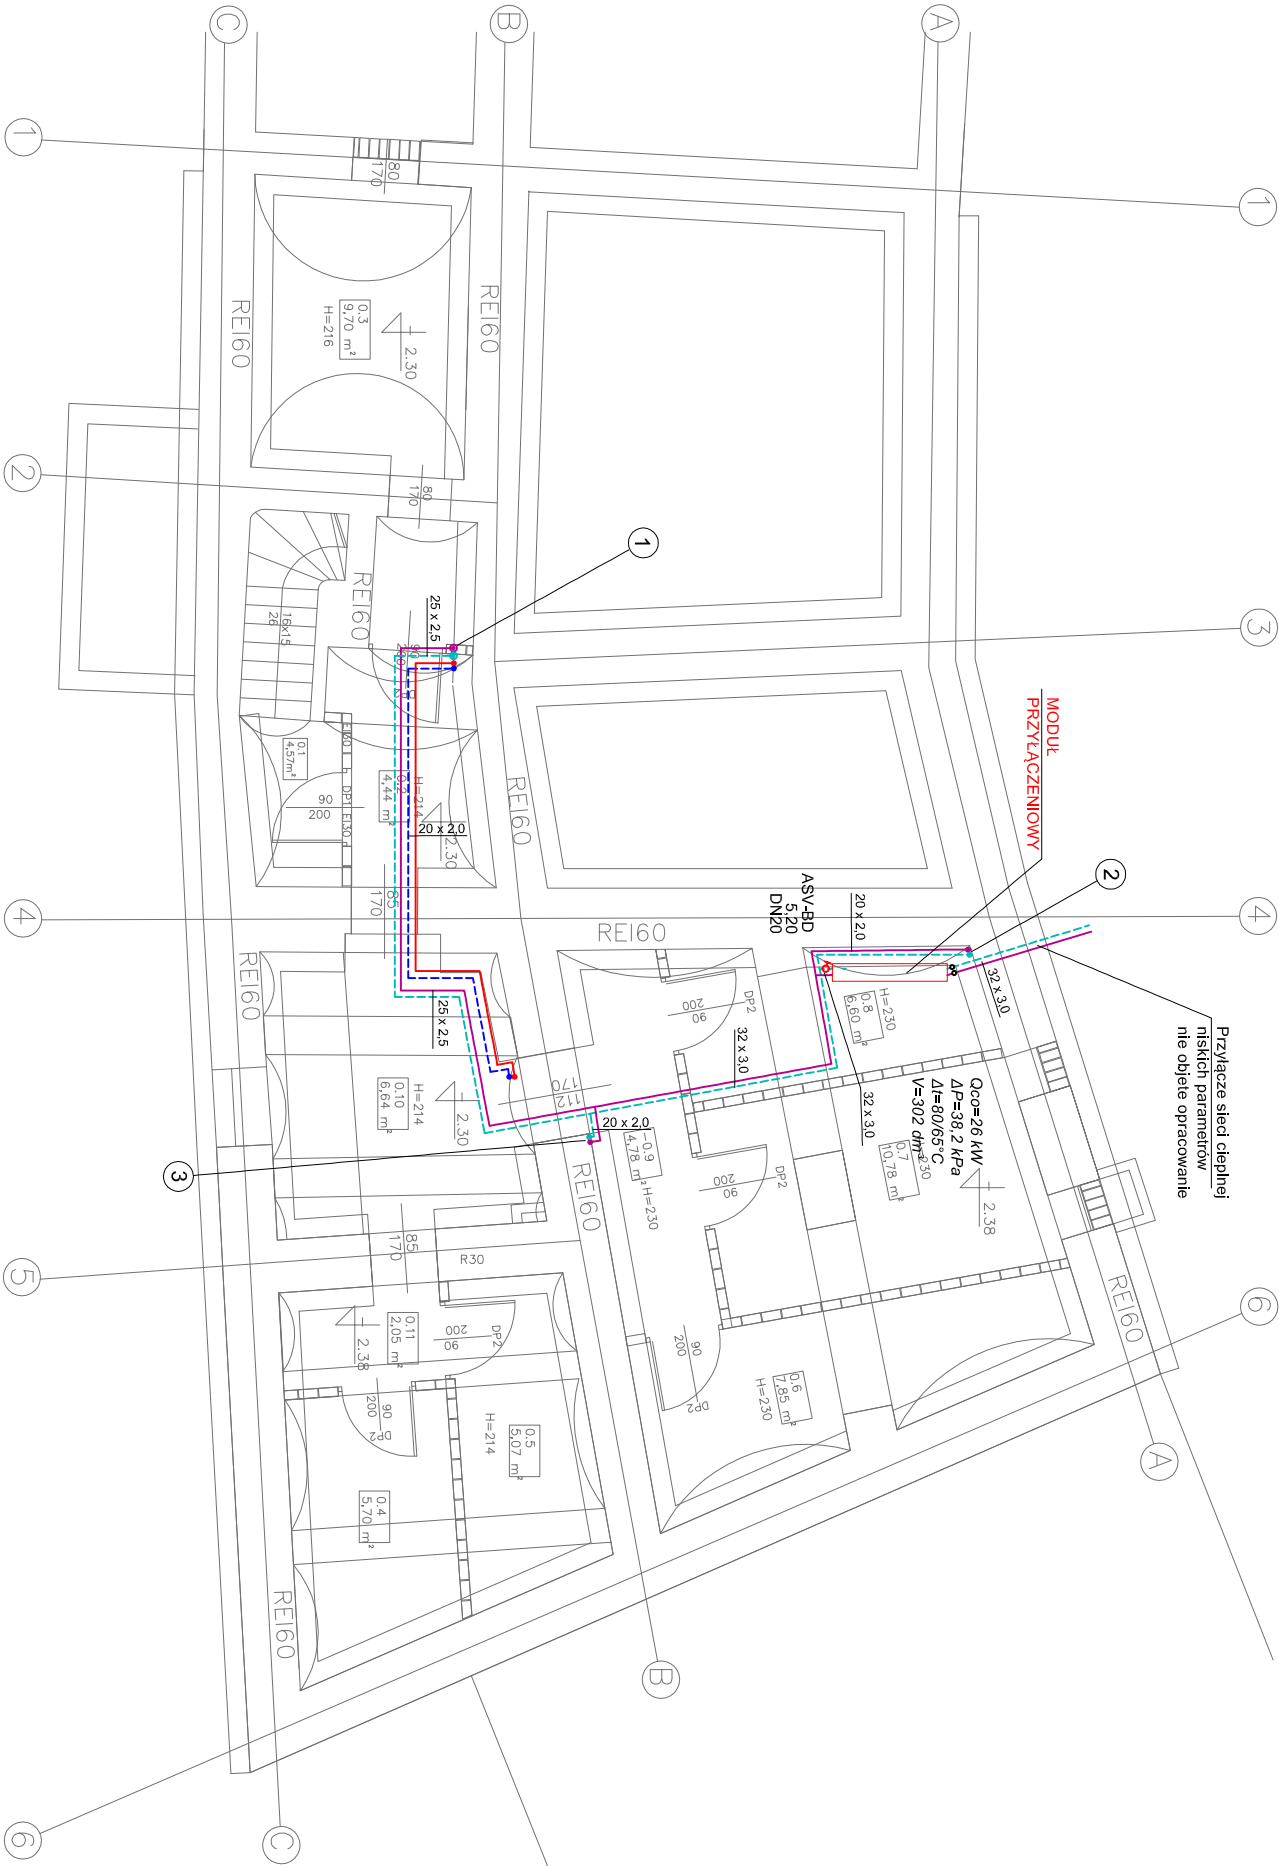 C
B
A
1
1
80
170
REI60
REI60
0.3
9,70 m²
H=216
2.30
2
80
170
3
1
REI60
25 x 2,5
16x15
26
0.1
4,57m²
EI30
DP1 EI30
90
200
0.2
4,44 m²
H=214
2.30
20 x 2,0
REI60
MODUŁ
PRZYŁĄCZENIOWY
2
4
4
85
170
REI60
REI60
ASV-BD
5,20
DN20
20 x 2,0
32 x 3,0
H=230
0.8
6,60 m²
Przyłącze sieci cieplnej
niskich parametrów
nie objęte opracowanie
DP2
90
200
32 x 3,0
32 x 3,0
25 x 2,5
H=214
0.10
6,64 m²
2.30
112
170
20 x 2,0
0.9
4,78 m²
H=230
Qco=26 kW
ΔP=38,2 kPa
Δt=80/65°C
V=302 dm³
0.7
10,78 m²
2.38
DP2
90
200
3
REI60
85
170
R30
5
REI60
6
0.11
2,05 m²
2.38
DP2
90
200
90
200
DP2
0.6
7,85 m²
H=230
90
200
DP2
H=214
0.5
5,07 m²
0.4
5,70 m²
REI60
A
B
C
6